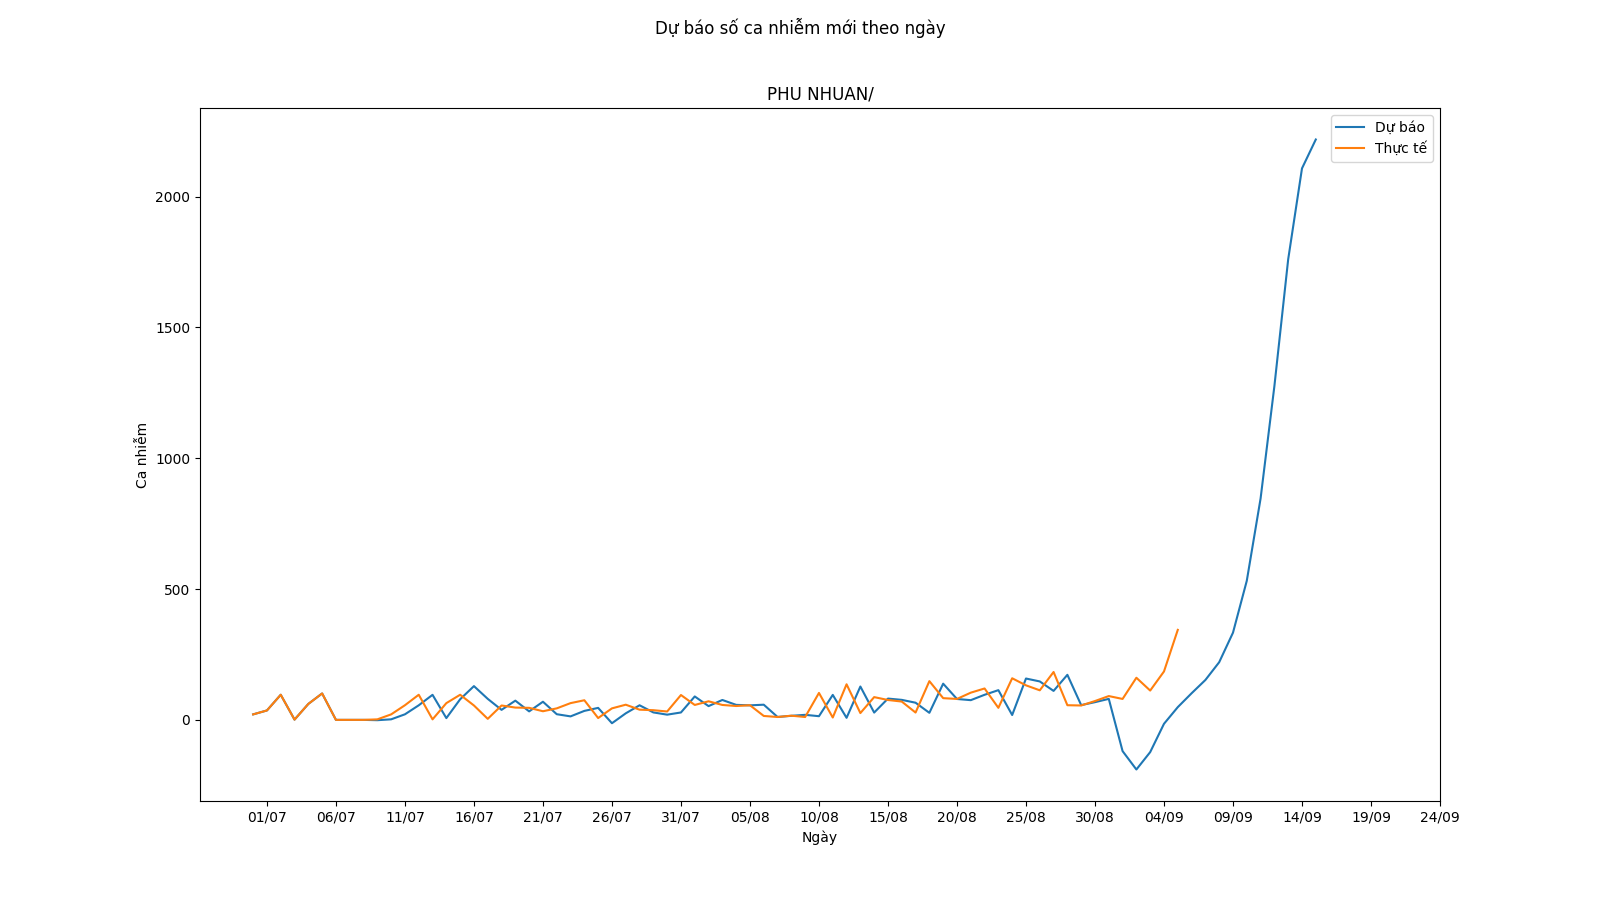 Dự báo số ca nhiễm mới theo ngày
PHU NHUAN/
Dự báo
Thực tế
2000
1500
1000
500
0
Ca nhiễm
01/07 06/07 11/07 16/07 21/07 26/07 31/07 05/08 10/08 15/08 20/08 25/08 30/08 04/09 09/09 14/09 19/09 24/09
Ngày